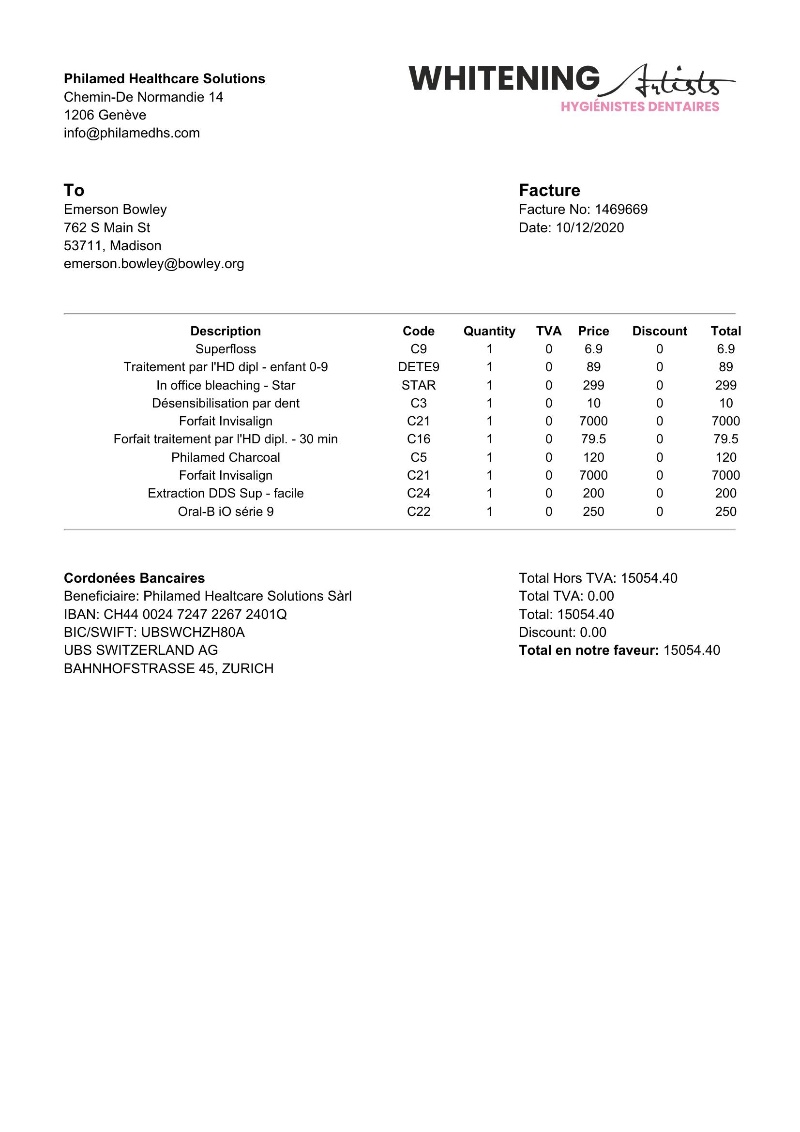 Philamed Healthcare Solutions
Chemin-De Normandie 14
1206 Genève
info@philamedhs.com
WHITENING Artists
HYGIÉNISTES DENTAIRES
To
Emerson Bowley
762 S Main St
53711, Madison
emerson.bowley@bowley.org
Facture
Facture No: 1469669
Date: 10/12/2020
Description Code Quantity TVA Price Discount Total
Superfloss C9 1 0 6.9 0 6.9
Traitement par l'HD dipl - enfant 0-9 DETE9 1 0 89 0 89
In office bleaching - Star STAR 1 0 299 0 299
Désensibilisation par dent C3 1 0 10 0 10
Forfait Invisalign C21 1 0 7000 0 7000
Forfait traitement par l'HD dipl. - 30 min C16 1 0 79.5 0 79.5
Philamed Charcoal C5 1 0 120 0 120
Forfait Invisalign C21 1 0 7000 0 7000
Extraction DDS Sup - facile C24 1 0 200 0 200
Oral-B iO série 9 C22 1 0 250 0 250
Cordonées Bancaires
Beneficiaire: Philamed Healtcare Solutions Sàrl
IBAN: CH44 0024 7247 2267 2401Q
BIC/SWIFT: UBSWCHZH80A
UBS SWITZERLAND AG
BAHNHOFSTRASSE 45, ZURICH
Total Hors TVA: 15054.40
Total TVA: 0.00
Total: 15054.40
Discount: 0.00
Total en notre faveur: 15054.40